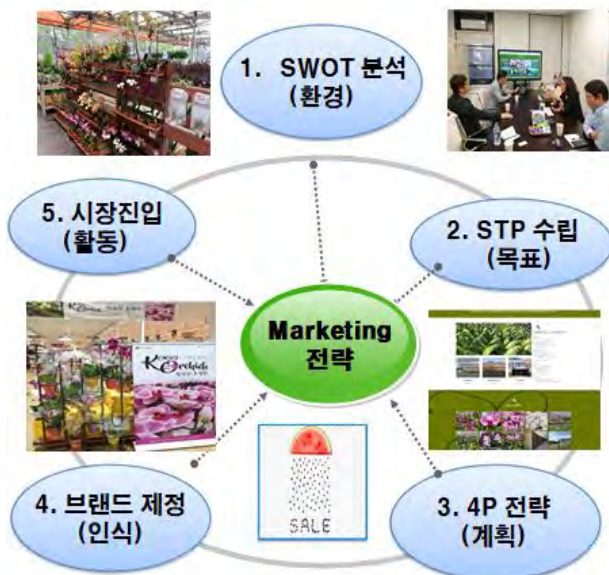 1. SWOT 분석
(환경)
5. 시장진입
(활동)
2. STP 수립
(목표)
Marketing
전략
Orchids
4. 브랜드 제정
(인식)
SALE
3. 4P 전략
(계획)